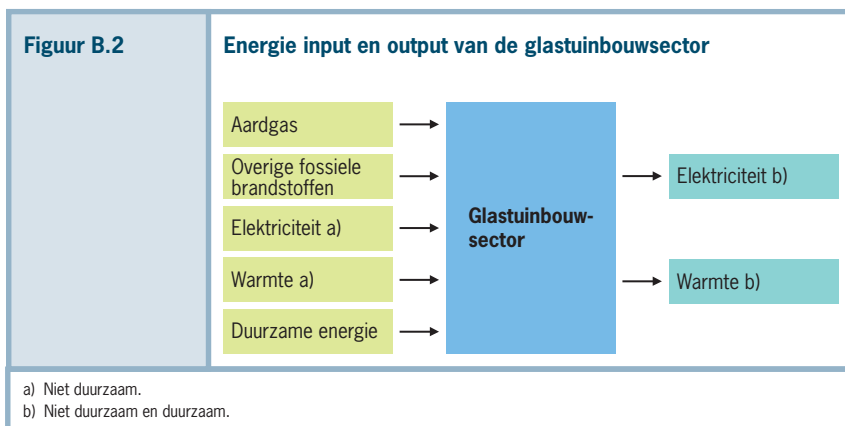 Figuur B.2
Energie input en output van de glastuinbouwsector
Aardgas
Overige fossiele
brandstoffen
Elektriciteit a)
Warmte a)
Duurzame energie
Glastuinbouw-
sector
Elektriciteit b)
Warmte b)
a) Niet duurzaam.
b) Niet duurzaam en duurzaam.